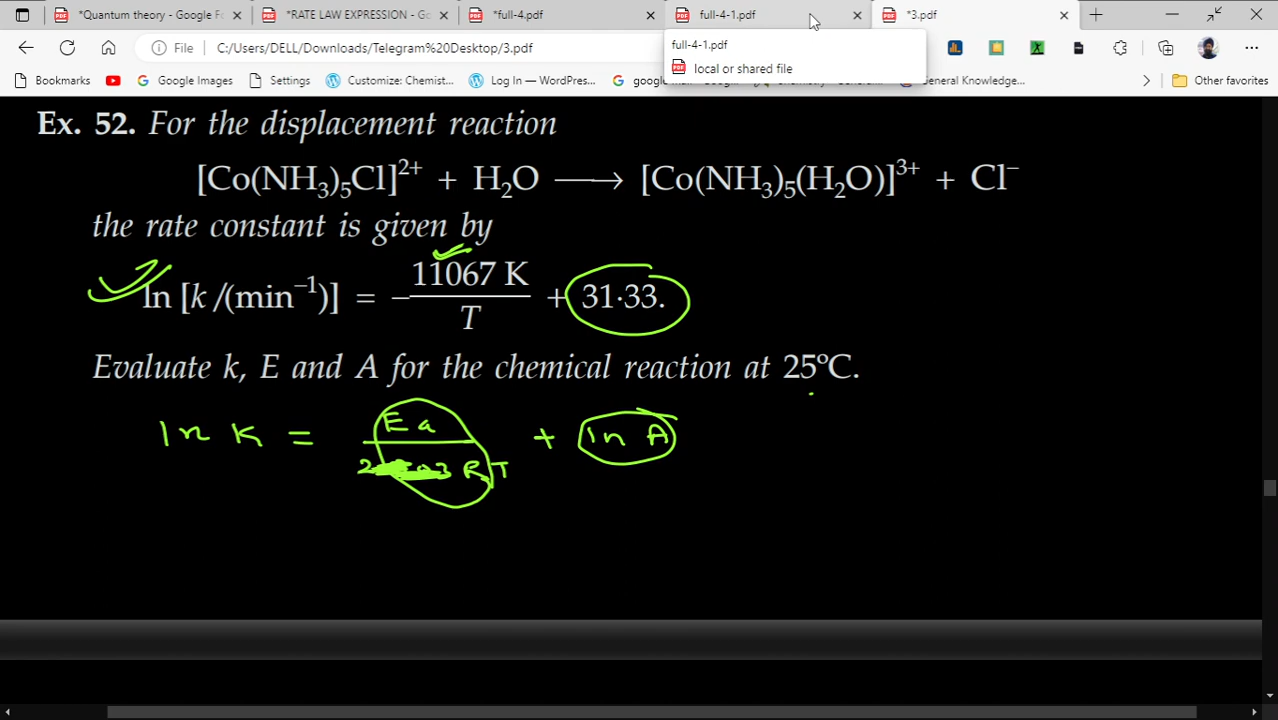 *Quantum theory - Google Fo
*RATE LAW EXPRESSION - Go
*full-4.pdf
full-4-1.pdf
*3.pdf
File
C:/Users/DELL/Downloads/Telegram%20Desktop/3.pdf
full-4-1.pdf
local or shared file
Bookmarks
Google Images
Settings
Customize: Chemist...
Log In — WordPress...
General Knowledge...
Other favorites
Ex. 52. For the displacement reaction
[Co(NH₃)₅Cl]²⁺ + H₂O ⟶ [Co(NH₃)₅(H₂O)]³⁺ + Cl⁻
the rate constant is given by
ln [k /(min⁻¹)] = − 11067 K / T + 31·33.
Evaluate k, E and A for the chemical reaction at 25ºC.
ln K = Ea / RT + ln A